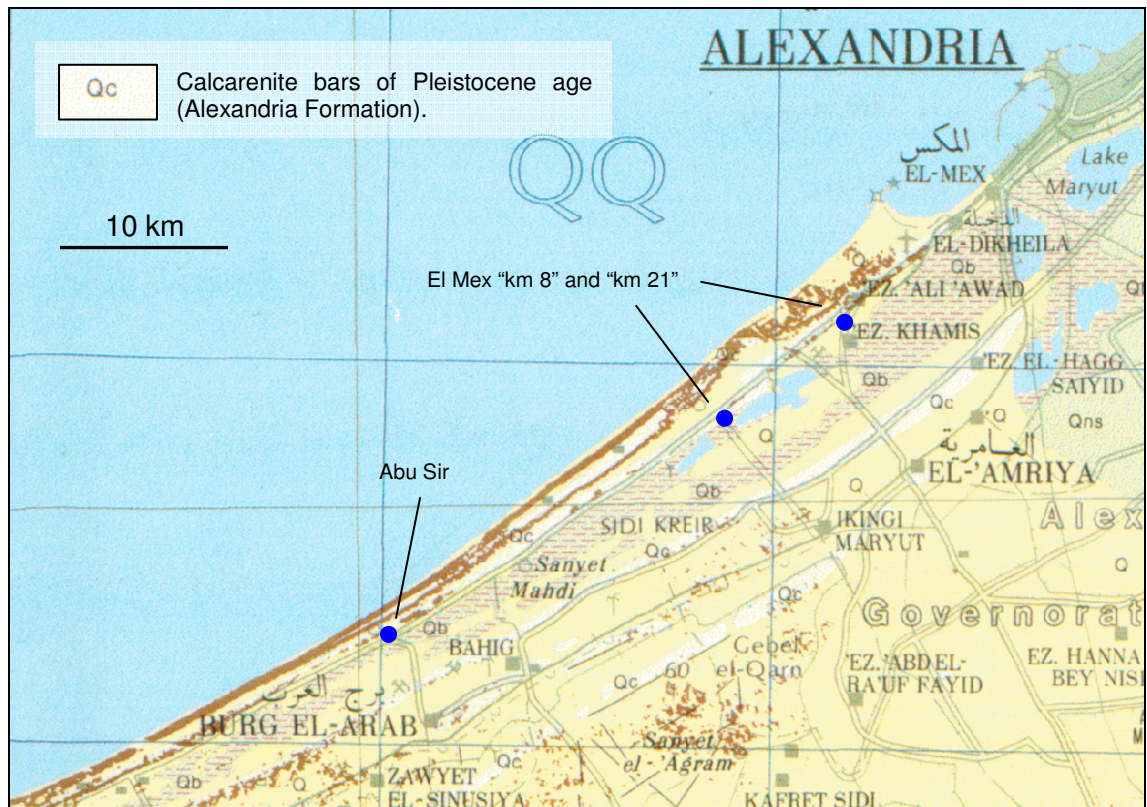 ALEXANDRIA
Qc
Calcarenite bars of Pleistocene age
(Alexandria Formation).
QQ
المكس
EL-MEX
Lake
Maryut
10 km
الدخيلة
EL-DIKHEILA
Q
Qb
El Mex “km 8” and “km 21”
'EZ. 'ALI 'AWAD
'EZ. KHAMIS
Qc
'EZ. EL-HAGG
SAIYID
Qb
Qc
Q
Q
Qns
العامرية
EL-'AMRIYA
Abu Sir
Qb
Q
Alex
SIDI KREIR
IKINGI
MARYUT
Qc
Qc
Sanyet
Mahdi
Q
Qc
Governorat
Qb
BAHIG
Gebel
el-Qarn
60
Qc
'EZ. 'ABD EL-
RA'UF FAYID
EZ. HANNA
BEY NISI
برج العرب
BURG EL-ARAB
Sanyet
el-Agram
M
Qb
Q
Qc
ZAWYET
EL-SINUSIYA
KAFRET SIDI